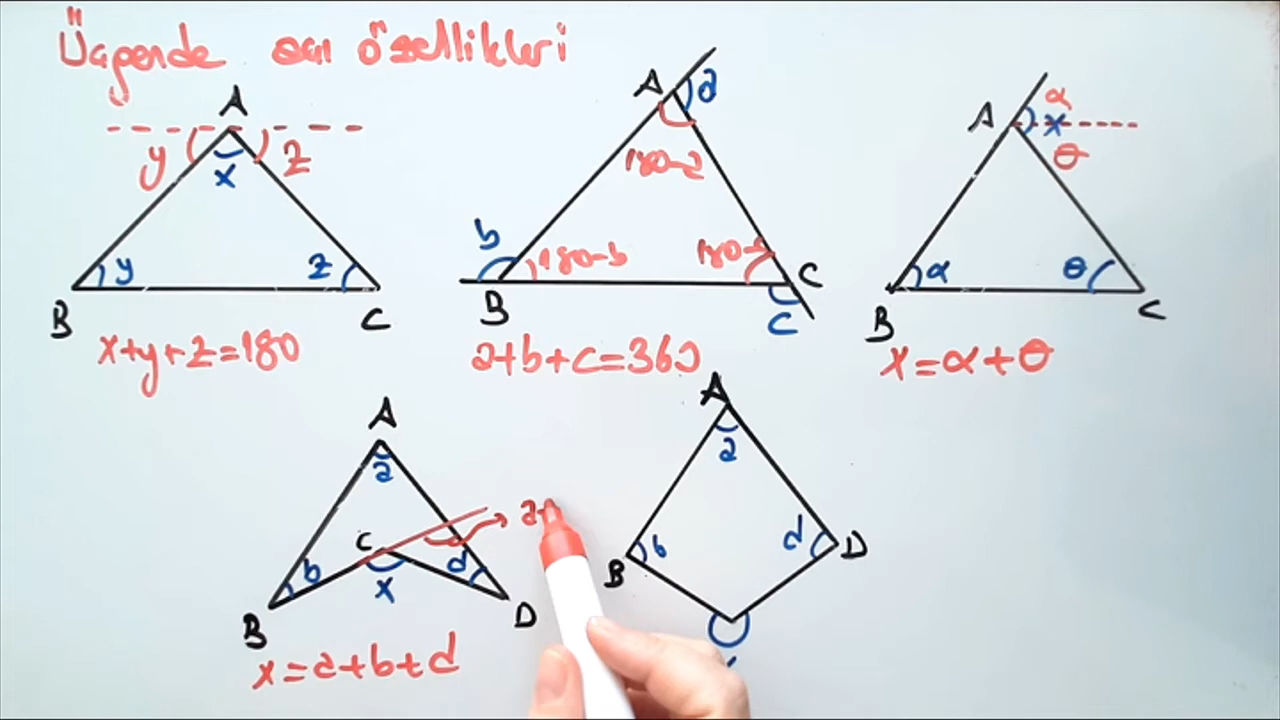 Üçgende açı özellikleri
A
y
x
z
y
z
B
C
x+y+z=180
A
a
180-a
b
180-b
180-
B
C
c
a+b+c=360
A
α
x
θ
α
θ
B
C
x=α+θ
A
a
C
b
d
x
B
D
a+
x=a+b+d
A
a
b
d
B
D